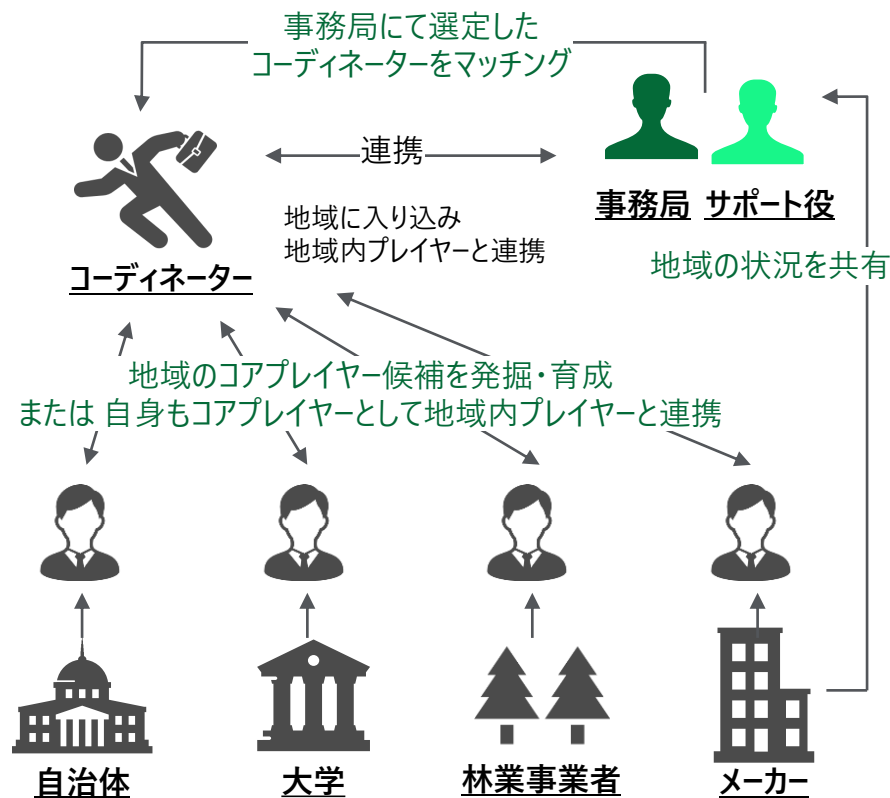 事務局にて選定した
コーディネーターをマッチング
連携
事務局 サポート役
地域に入り込み
地域内プレイヤーと連携
コーディネーター
地域の状況を共有
地域のコアプレイヤー候補を発掘・育成
または 自身もコアプレイヤーとして地域内プレイヤーと連携
自治体 大学 林業事業者 メーカー